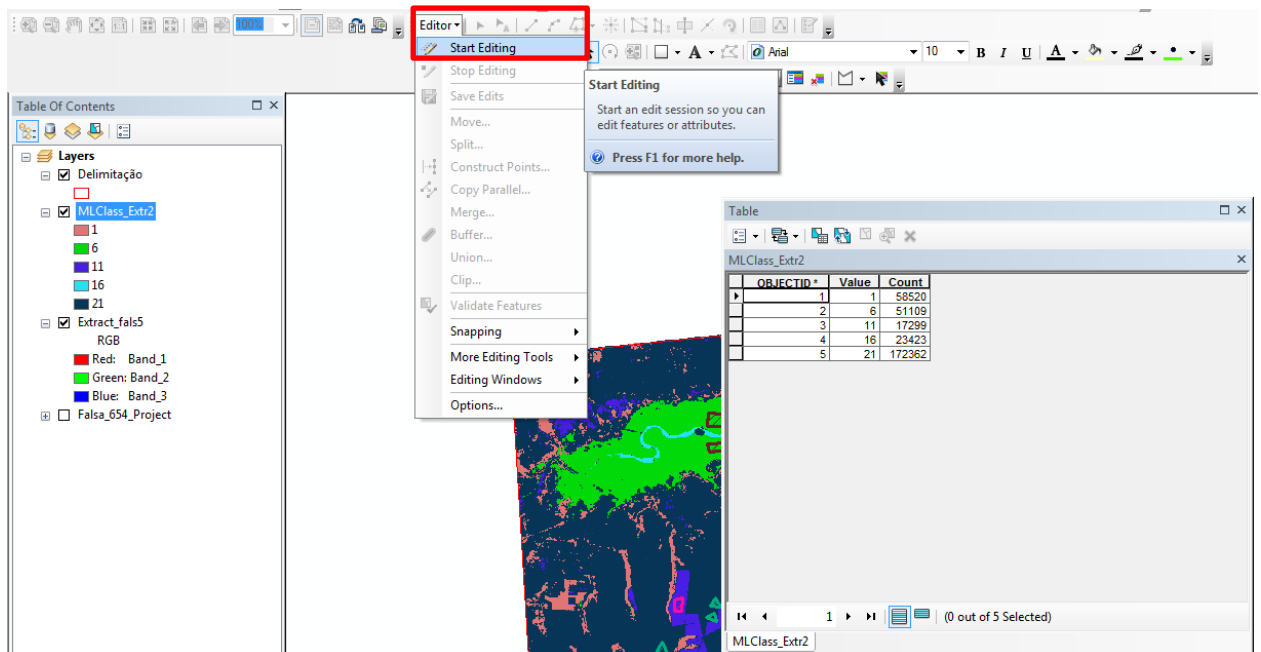 100%
Editor
Start Editing
Stop Editing
Save Edits
Move...
Split...
Construct Points...
Copy Parallel...
Merge...
Buffer...
Union...
Clip...
Validate Features
Snapping
More Editing Tools
Editing Windows
Options...
A
Arial
10
B I U A
Start Editing
Start an edit session so you can
edit features or attributes.
Press F1 for more help.
Table Of Contents
Layers
Delimitação
MLClass_Extr2
1
6
11
16
21
Extract_fals5
RGB
Red: Band_1
Green: Band_2
Blue: Band_3
Falsa_654_Project
Table
MLClass_Extr2
OBJECTID * Value Count
1 1 58520
2 6 51109
3 11 17299
4 16 23423
5 21 172362
1
(0 out of 5 Selected)
MLClass_Extr2